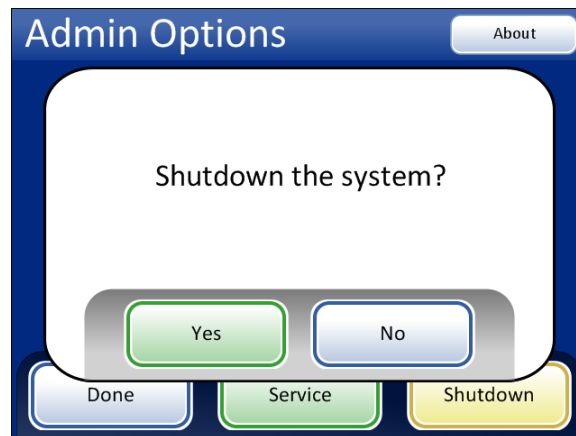 Admin Options
About
Shutdown the system?
Yes
No
Done
Service
Shutdown